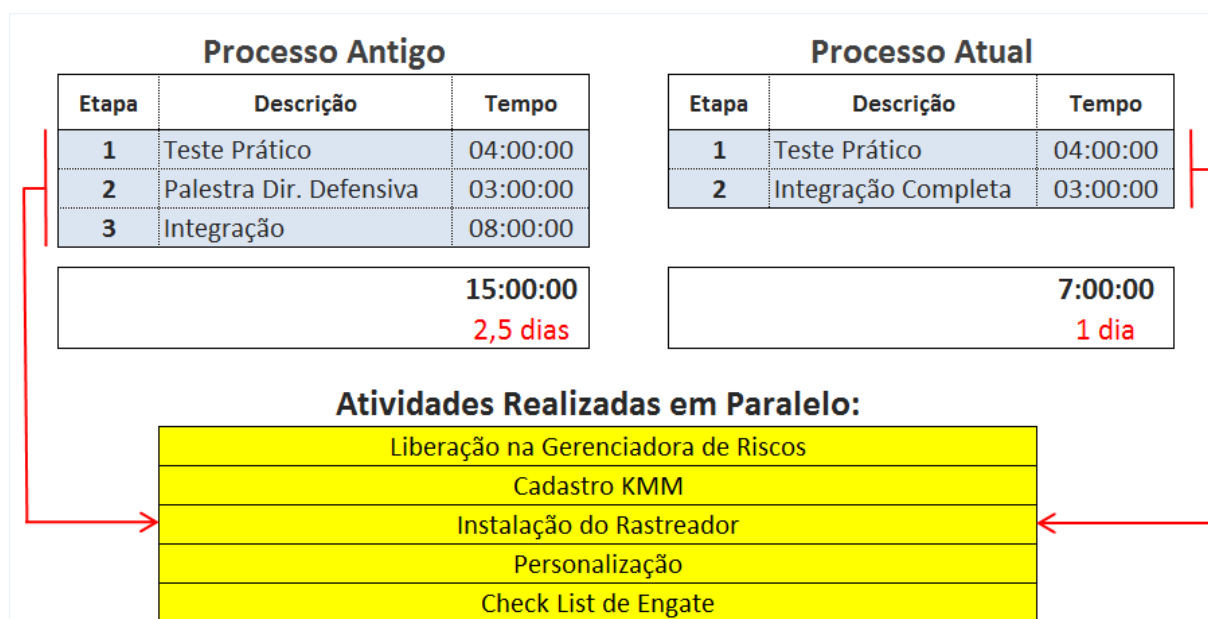 Processo Antigo
Etapa Descrição Tempo
1 Teste Prático 04:00:00
2 Palestra Dir. Defensiva 03:00:00
3 Integração 08:00:00
15:00:00
2,5 dias
Processo Atual
Etapa Descrição Tempo
1 Teste Prático 04:00:00
2 Integração Completa 03:00:00
7:00:00
1 dia
Atividades Realizadas em Paralelo:
Liberação na Gerenciadora de Riscos
Cadastro KMM
Instalação do Rastreador
Personalização
Check List de Engate